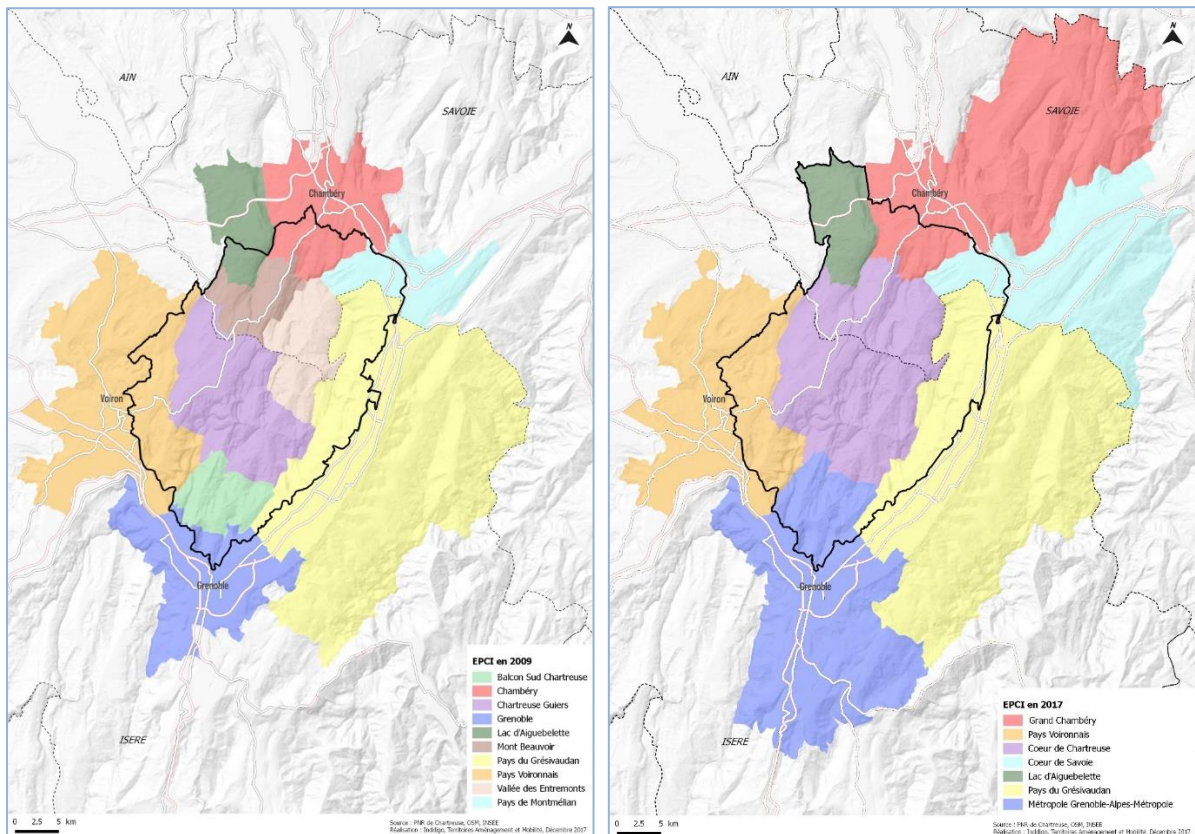 N
AIN
SAVOIE
Chambéry
Voiron
Grenoble
ISERE
EPCI en 2009
Balcon Sud Chartreuse
Chambéry
Chartreuse Guiers
Grenoble
Lac d'Aiguebelette
Mont Beauvoir
Pays du Grésivaudan
Pays Voironnais
Vallée des Entremonts
Pays de Montmélian
0 2.5 5 km
Source : PNR de Chartreuse, OSM, INSEE
Réalisation : Inddigo, Territoires Aménagement et Mobilité, Décembre 2017
N
AIN
SAVOIE
Chambéry
Voiron
Grenoble
ISERE
EPCI en 2017
Grand Chambéry
Pays Voironnais
Coeur de Chartreuse
Coeur de Savoie
Lac d'Aiguebelette
Pays du Grésivaudan
Métropole Grenoble-Alpes-Métropole
0 2.5 5 km
Source : PNR de Chartreuse, OSM, INSEE
Réalisation : Inddigo, Territoires Aménagement et Mobilité, Décembre 2017